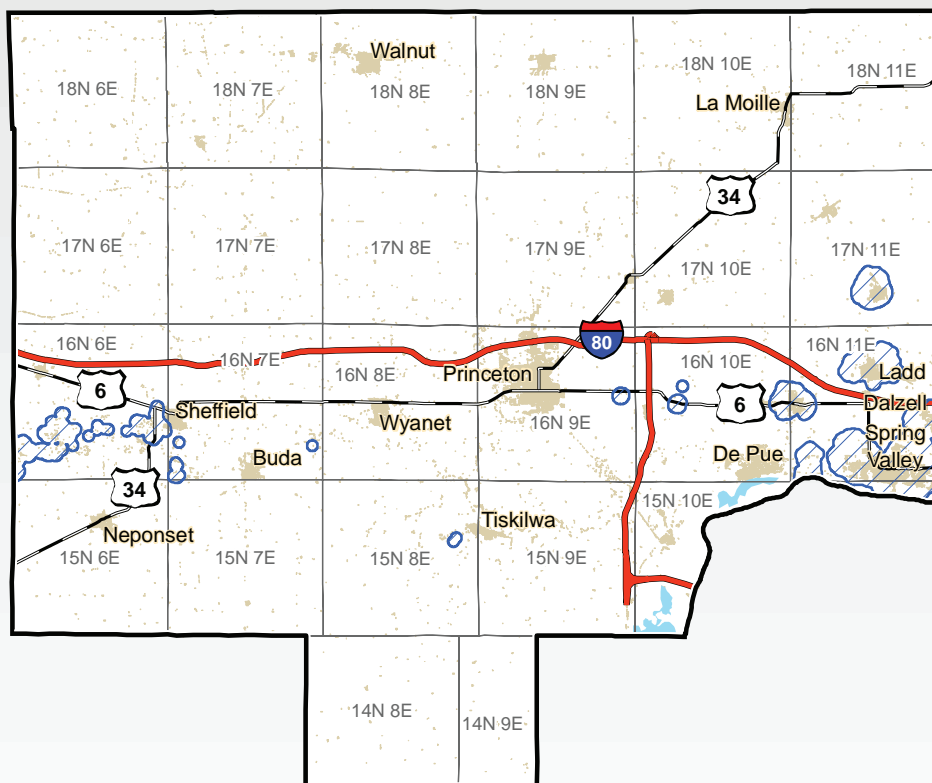 Walnut
18N 6E
18N 7E
18N 8E
18N 9E
18N 10E
18N 11E
La Moille
34
17N 6E
17N 7E
17N 8E
17N 9E
17N 10E
17N 11E
80
16N 6E
16N 7E
16N 8E
Princeton
16N 10E
16N 11E
Ladd
6
Sheffield
Wyanet
16N 9E
6
Dalzell
Spring
Valley
Buda
De Pue
34
Neponset
Tiskilwa
15N 10E
15N 6E
15N 7E
15N 8E
15N 9E
14N 8E
14N 9E